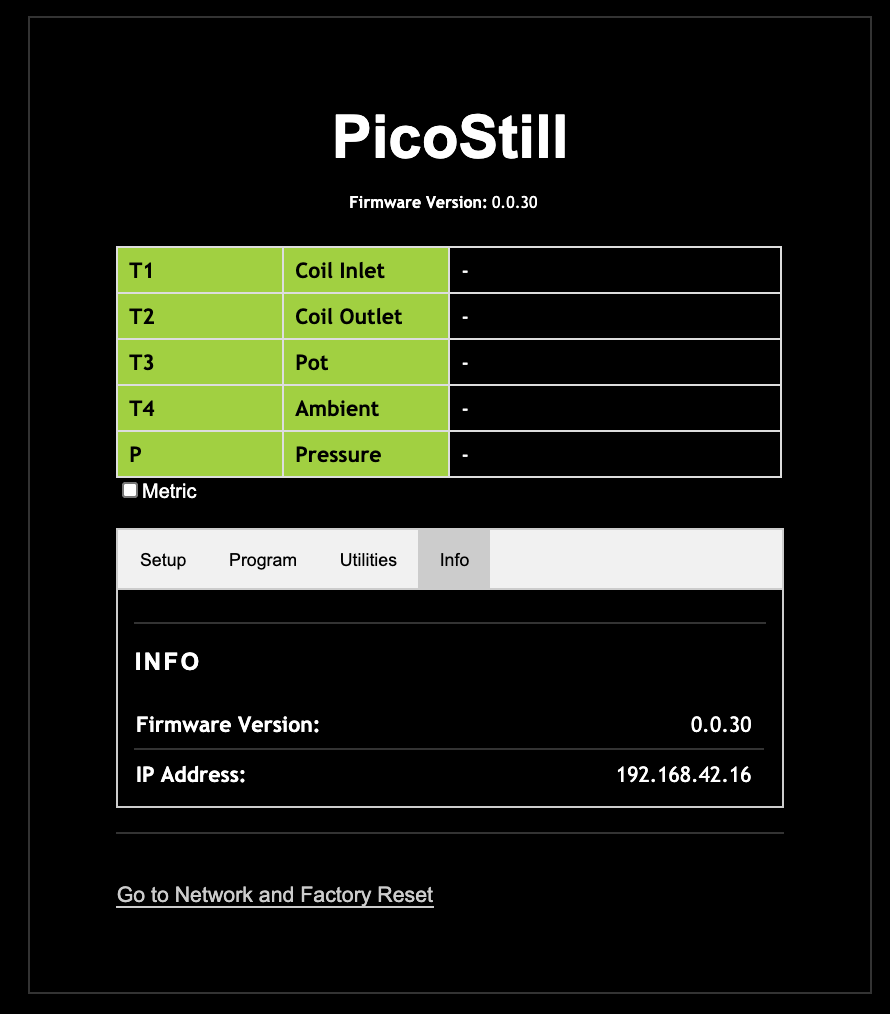 PicoStill
Firmware Version: 0.0.30
T1 Coil Inlet -
T2 Coil Outlet -
T3 Pot -
T4 Ambient -
P Pressure -
Metric
Setup Program Utilities Info
INFO
Firmware Version: 0.0.30
IP Address: 192.168.42.16
Go to Network and Factory Reset